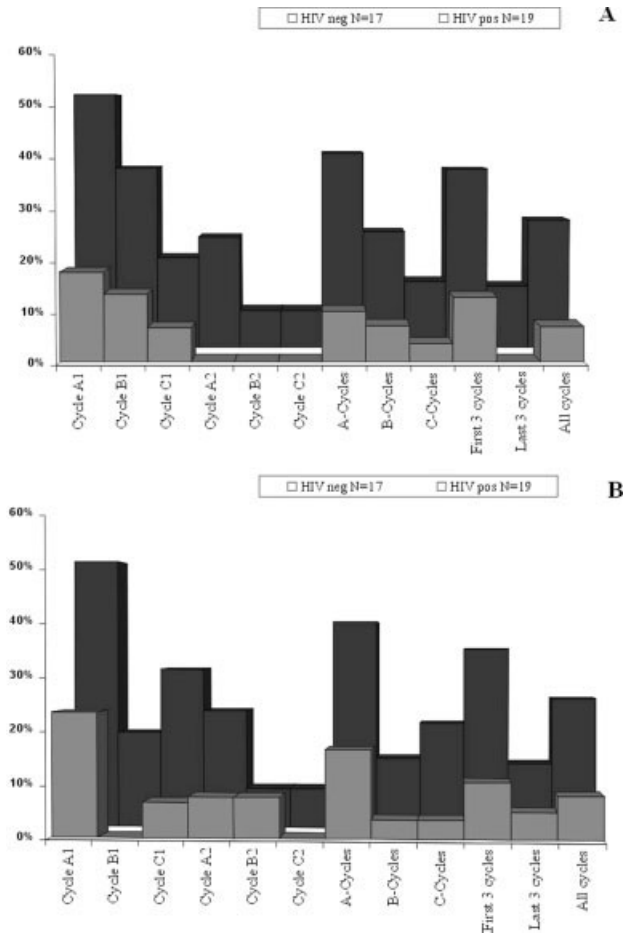 HIV neg N=17 HIV pos N=19
A
60%
50%
40%
30%
20%
10%
0%
Cycle A1
Cycle B1
Cycle C1
Cycle A2
Cycle B2
Cycle C2
A-Cycles
B-Cycles
C-Cycles
First 3 cycles
Last 3 cycles
All cycles
HIV neg N=17 HIV pos N=19
B
60%
50%
40%
30%
20%
10%
0%
Cycle A1
Cycle B1
Cycle C1
Cycle A2
Cycle B2
Cycle C2
A-Cycles
B-Cycles
C-Cycles
First 3 cycles
Last 3 cycles
All cycles